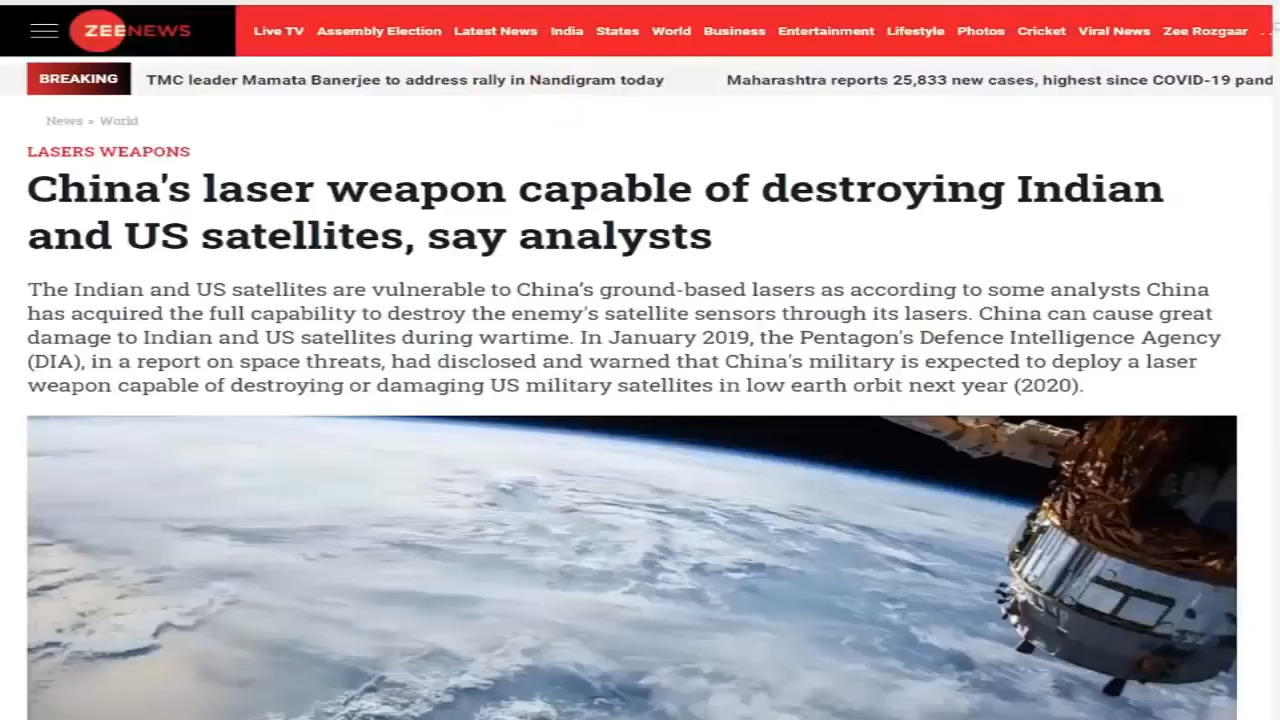 ZEENEWS
Live TV Assembly Election Latest News India States World Business Entertainment Lifestyle Photos Cricket Viral News Zee Rozgaar ..
BREAKING TMC leader Mamata Banerjee to address rally in Nandigram today Maharashtra reports 25,833 new cases, highest since COVID-19 pand
News » World
LASERS WEAPONS
China's laser weapon capable of destroying Indian
and US satellites, say analysts
The Indian and US satellites are vulnerable to China's ground-based lasers as according to some analysts China
has acquired the full capability to destroy the enemy's satellite sensors through its lasers. China can cause great
damage to Indian and US satellites during wartime. In January 2019, the Pentagon's Defence Intelligence Agency
(DIA), in a report on space threats, had disclosed and warned that China's military is expected to deploy a laser
weapon capable of destroying or damaging US military satellites in low earth orbit next year (2020).